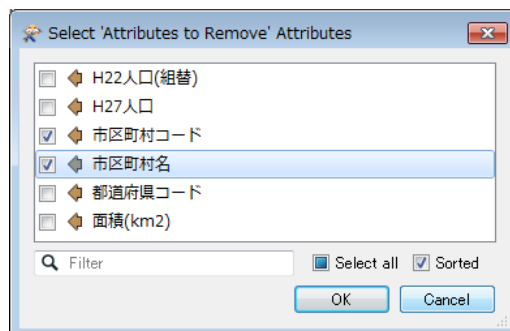 Select 'Attributes to Remove' Attributes
H22人口(組替)
H27人口
市区町村コード
市区町村名
都道府県コード
面積(km2)
Filter
Select all
Sorted
OK
Cancel